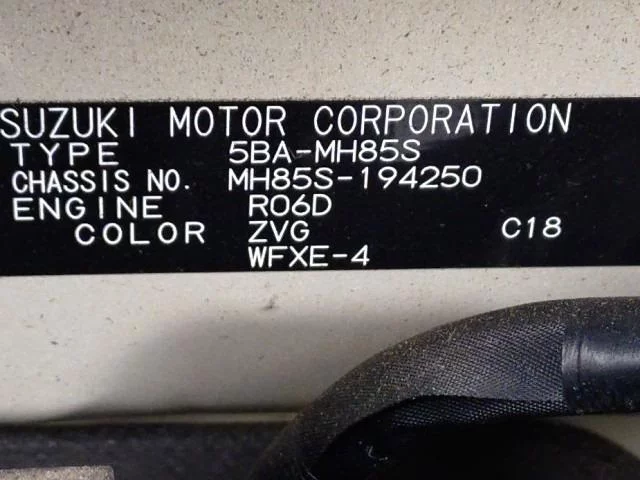 SUZUKI MOTOR CORPORATION
TYPE 5BA-MH85S
CHASSIS NO. MH85S-194250
ENGINE R06D
COLOR ZVG C18
WFXE-4